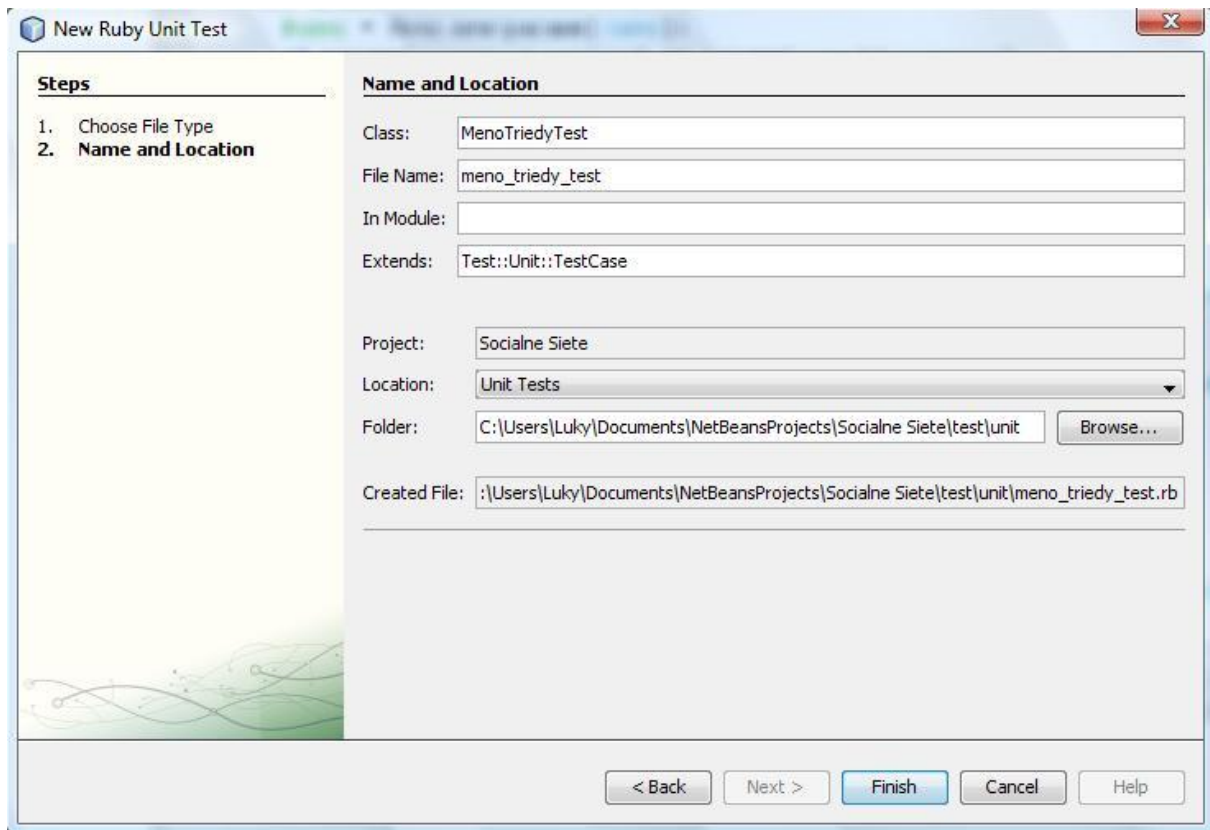 New Ruby Unit Test
Steps
1. Choose File Type
2. Name and Location
Name and Location
Class: MenoTriedyTest
File Name: meno_triedy_test
In Module:
Extends: Test::Unit::TestCase
Project: Socialne Siete
Location: Unit Tests
Folder: C:\Users\Luky\Documents\NetBeansProjects\Socialne Siete\test\unit Browse...
Created File: :\Users\Luky\Documents\NetBeansProjects\Socialne Siete\test\unit\meno_triedy_test.rb
< Back Next > Finish Cancel Help